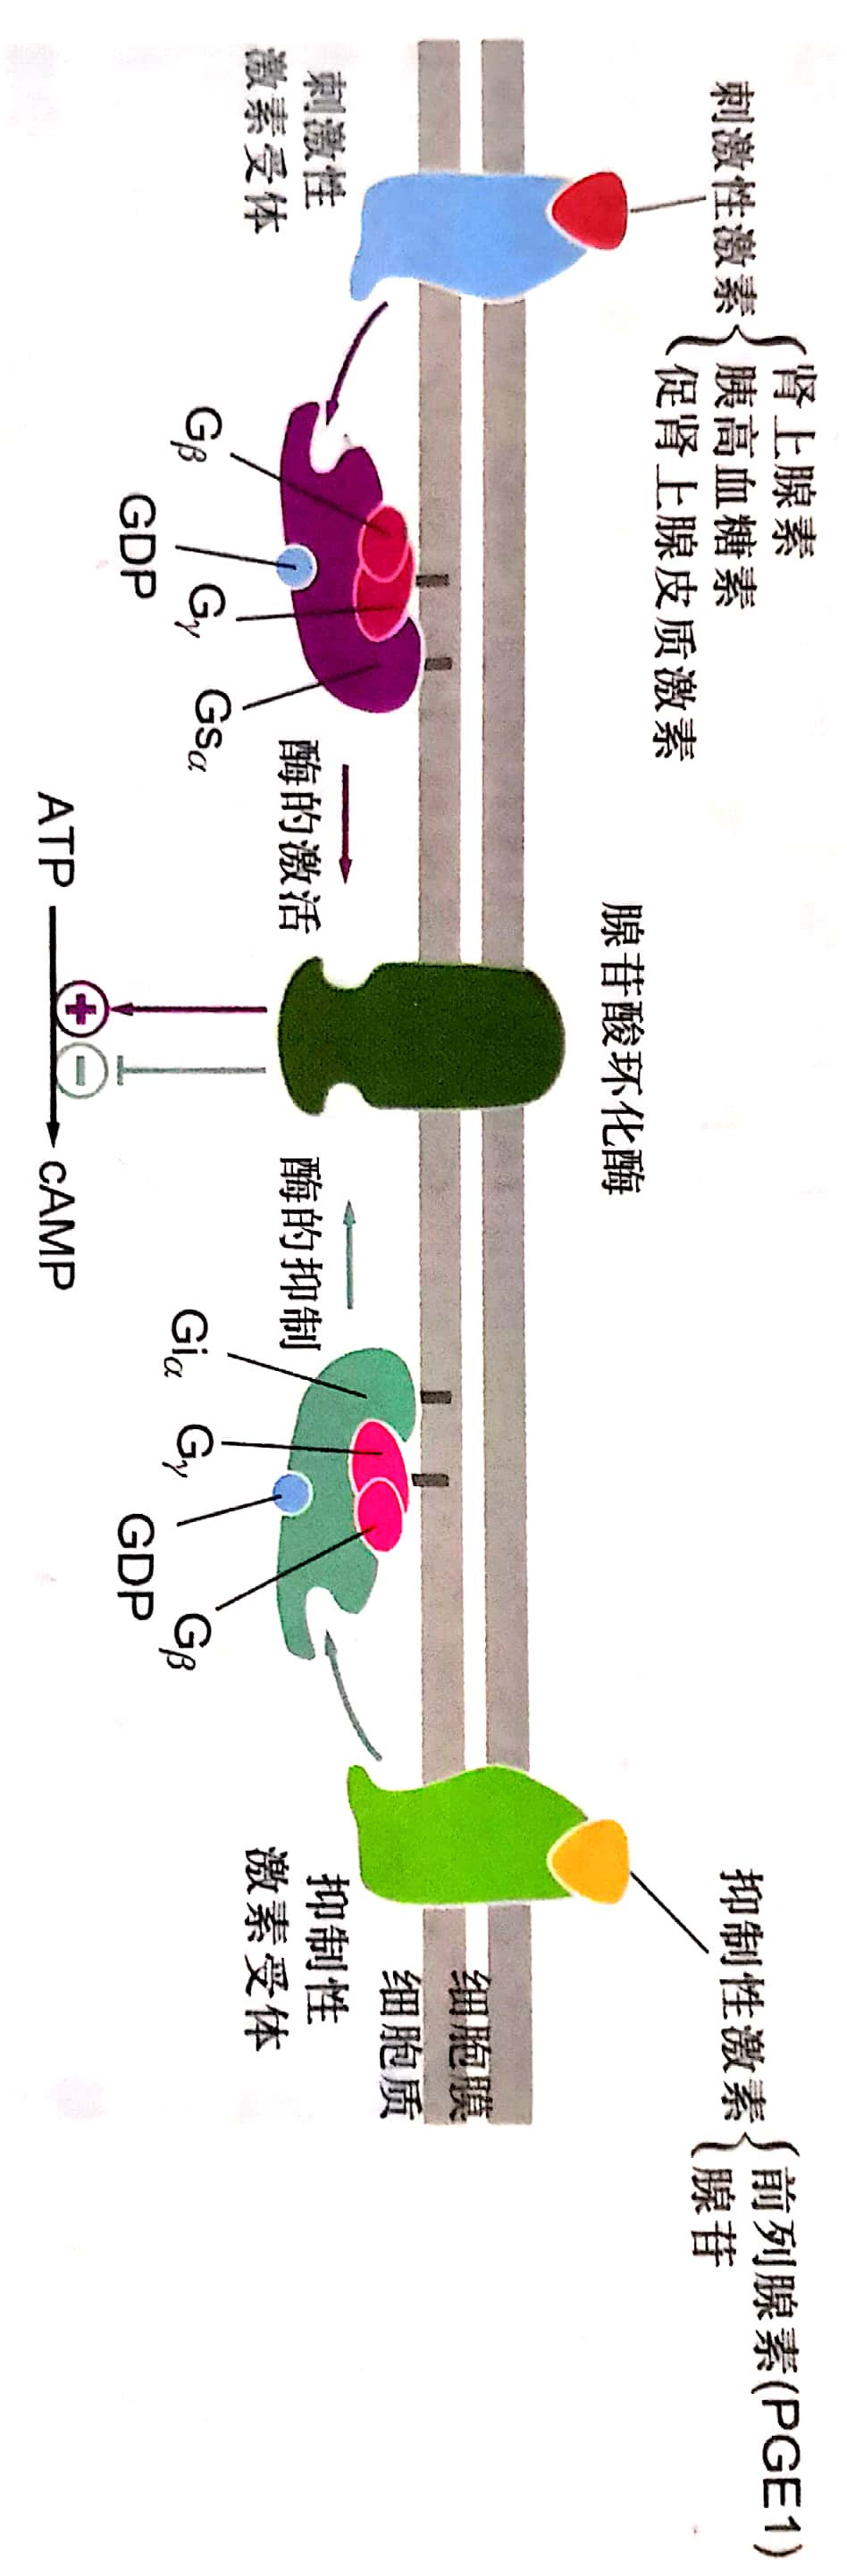 肾上腺素
刺激性激素
胰高血糖素
促肾上腺皮质激素
前列腺素(PGE1)
抑制性激素
腺苷
腺苷酸环化酶
细胞膜
细胞质
刺激性
激素受体
抑制性
激素受体
酶的激活
酶的抑制
Gβ
GDP
Gγ
Gsα
Giα
Gγ
GDP
Gβ
ATP
+
−
cAMP